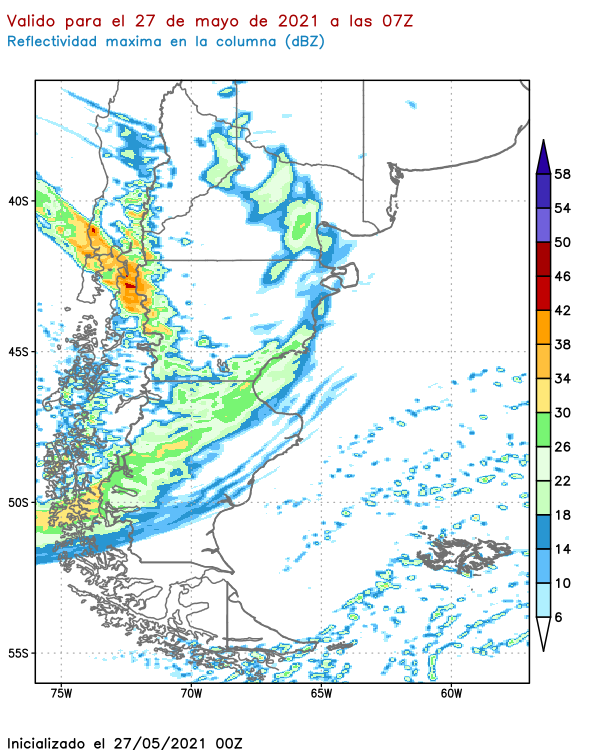 Valido para el 27 de mayo de 2021 a las 07Z
Reflectividad maxima en la columna (dBZ)
58
54
50
46
42
38
34
30
26
22
18
14
10
6
40S
45S
50S
55S
75W 70W 65W 60W
Inicializado el 27/05/2021 00Z